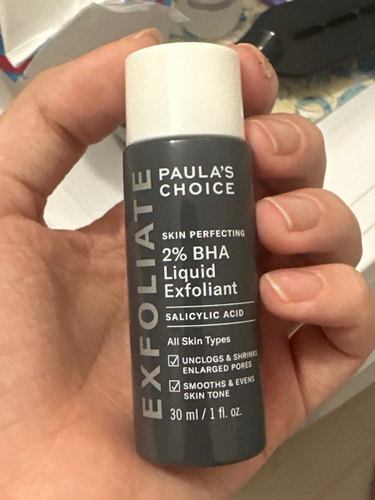 EXFOLIATE
PAULA'S
CHOICE
SKIN PERFECTING
2% BHA
Liquid
Exfoliant
SALICYLIC ACID
All Skin Types
UNCLOGS & SHRINKS
ENLARGED PORES
SMOOTHS & EVENS
SKIN TONE
30 ml / 1 fl. oz.